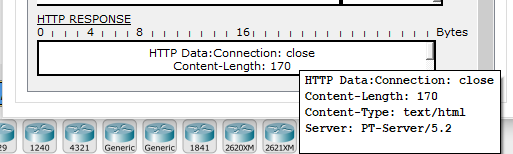 HTTP RESPONSE
0 4 8 16 Bytes
HTTP Data:Connection: close
Content-Length: 170
HTTP Data:Connection: close
Content-Length: 170
Content-Type: text/html
Server: PT-Server/5.2
29 1240 4321 Generic Generic 1841 2620XM 2621XM